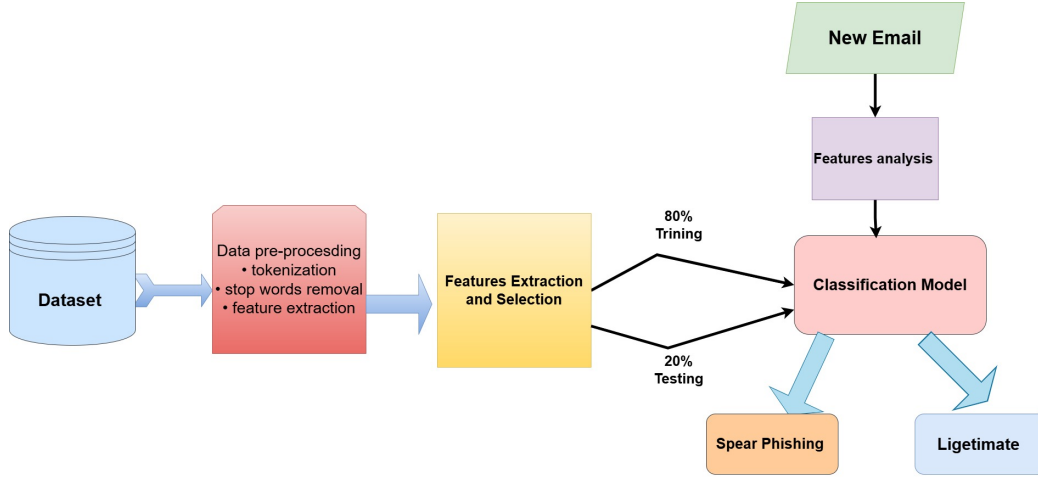 New Email
Features analysis
80%
Trining
Data pre-procesding
• tokenization
• stop words removal
• feature extraction
Features Extraction
and Selection
Classification Model
Dataset
20%
Testing
Spear Phishing
Ligetimate